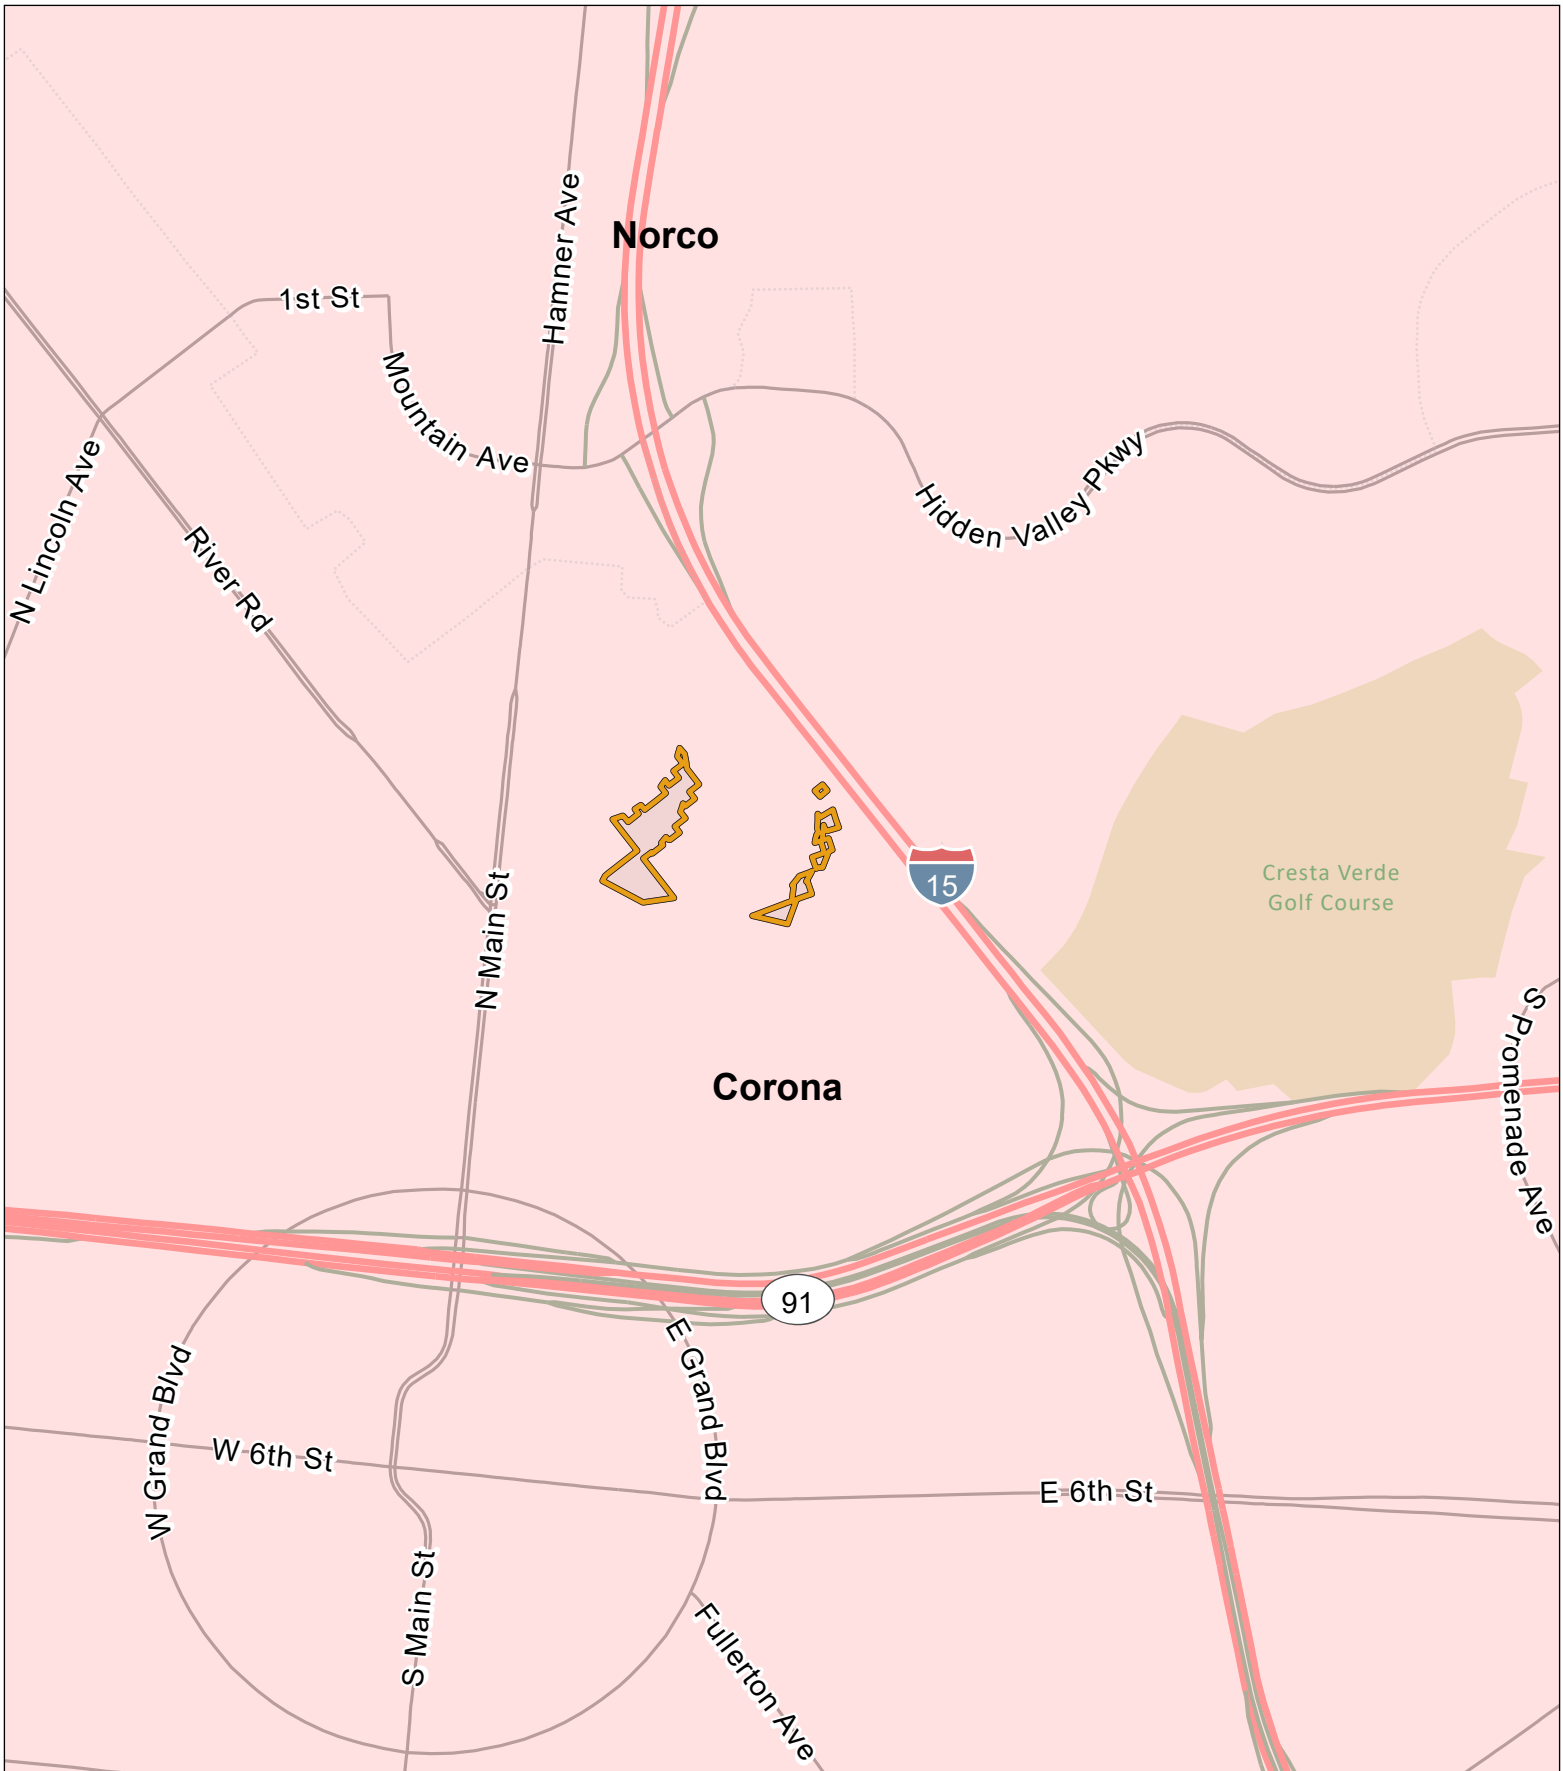 Hamner Ave
Norco
1st St
Mountain Ave
Hidden Valley Pkwy
N Lincoln Ave
River Rd
15
Cresta Verde
Golf Course
N Main St
S Promenade Ave
Corona
91
E Grand Blvd
W Grand Blvd
W 6th St
E 6th St
S Main St
Fullerton Ave